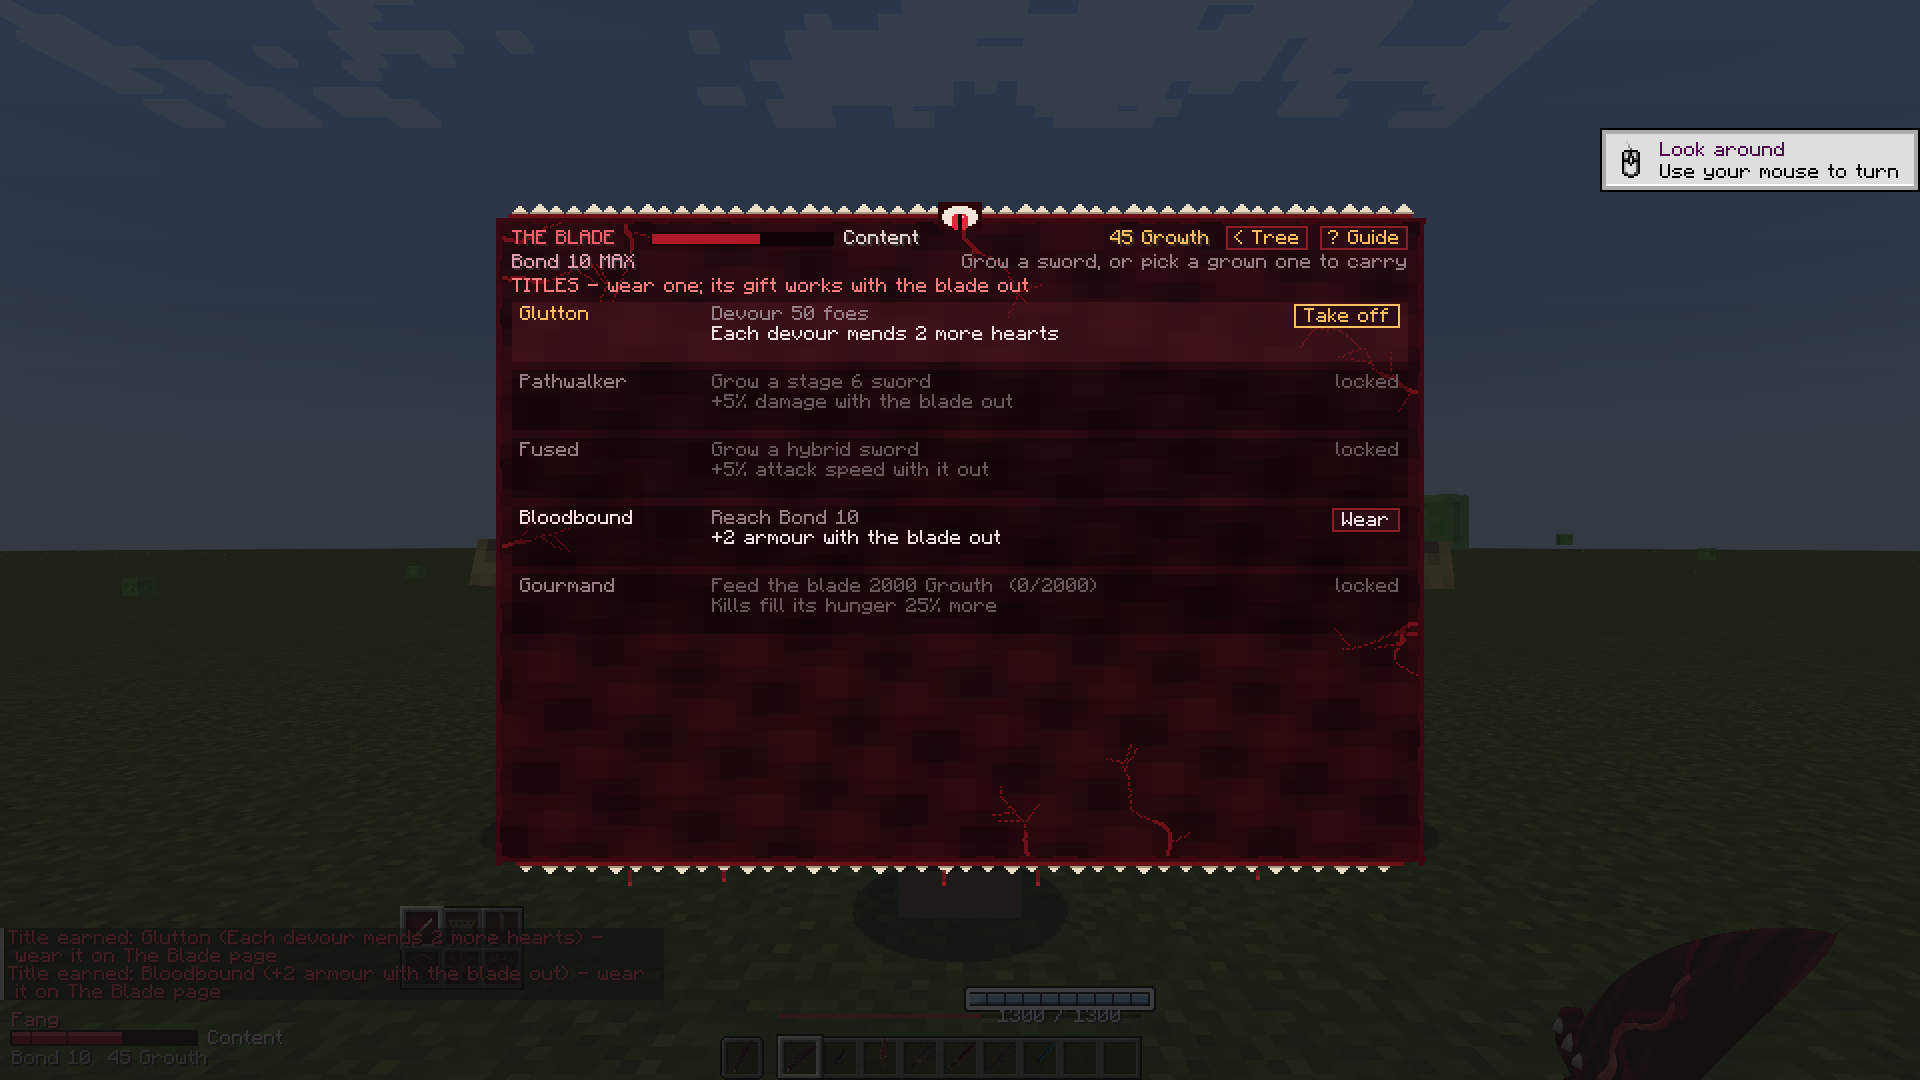 Look around
Use your mouse to turn
THE BLADE
Content
45 Growth
< Tree
? Guide
Bond 10 MAX
Grow a sword, or pick a grown one to carry
TITLES - wear one; its gift works with the blade out
Glutton
Devour 50 foes
Take off
Each devour mends 2 more hearts
Pathwalker
Grow a stage 6 sword
locked
+5% damage with the blade out
Fused
Grow a hybrid sword
locked
+5% attack speed with it out
Bloodbound
Reach Bond 10
Wear
+2 armour with the blade out
Gourmand
Feed the blade 2000 Growth (0/2000)
locked
Kills fill its hunger 25% more
Title earned: Glutton (Each devour mends 2 more hearts) -
wear it on The Blade page
Title earned: Bloodbound (+2 armour with the blade out) - wear
it on The Blade page
Fang
Content
Bond 10 45 Growth
1300 / 1300